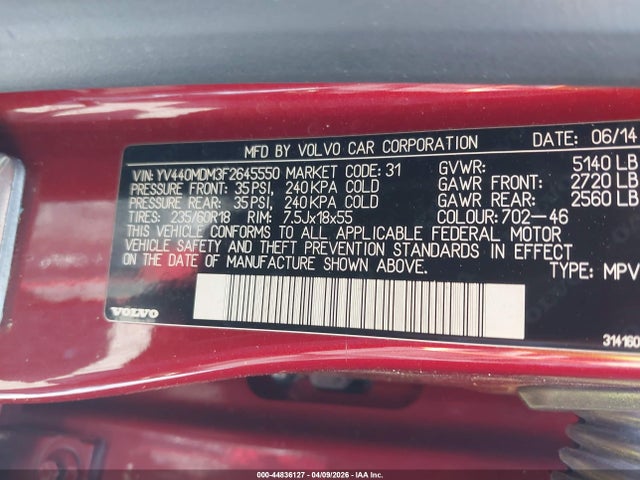 MFD BY VOLVO CAR CORPORATION DATE: 06/14
VIN: YV440MDM3F2645550 MARKET CODE: 31 GVWR: 5140 LB
PRESSURE FRONT: 35PSI, 240KPA COLD GAWR FRONT: 2720 LB
PRESSURE REAR: 35PSI, 240KPA COLD GAWR REAR: 2560 LB
TIRES: 235/60R18 RIM: 7.5Jx18x55 COLOUR: 702-46
THIS VEHICLE CONFORMS TO ALL APPLICABLE FEDERAL MOTOR
VEHICLE SAFETY AND THEFT PREVENTION STANDARDS IN EFFECT
ON THE DATE OF MANUFACTURE SHOWN ABOVE. TYPE: MPV
VOLVO
314160
000-44836127 - 04/09/2026 - IAA Inc.